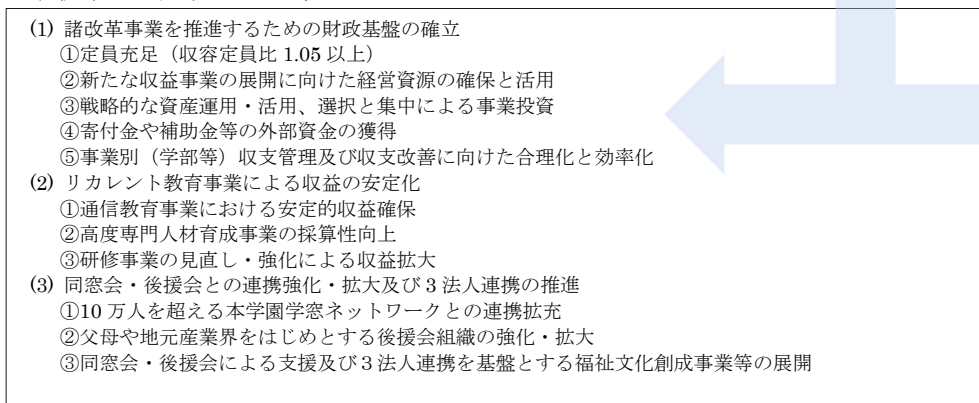 (1) 諸改革事業を推進するための財政基盤の確立
①定員充足（収容定員比 1.05 以上）
②新たな収益事業の展開に向けた経営資源の確保と活用
③戦略的な資産運用・活用、選択と集中による事業投資
④寄付金や補助金等の外部資金の獲得
⑤事業別（学部等）収支管理及び収支改善に向けた合理化と効率化
(2) リカレント教育事業による収益の安定化
①通信教育事業における安定的収益確保
②高度専門人材育成事業の採算性向上
③研修事業の見直し・強化による収益拡大
(3) 同窓会・後援会との連携強化・拡大及び３法人連携の推進
①10 万人を超える本学園学窓ネットワークとの連携拡充
②父母や地元産業界をはじめとする後援会組織の強化・拡大
③同窓会・後援会による支援及び３法人連携を基盤とする福祉文化創成事業等の展開